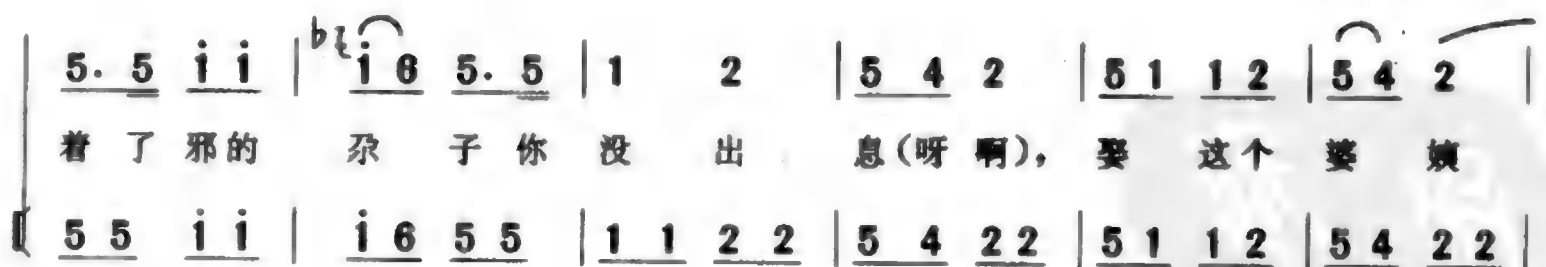 5. 5 i i | ♭7 i 6 5. 5 | 1 2 | 5 4 2 | 5 1 1 2 | 5 4 2 |
着 了 邪的 尕 子 你 没 出 息(呀 啊), 娶 这个 婆 姨
5 5 i i | i 6 5 5 | 1 1 2 2 | 5 4 2 2 | 5 1 1 2 | 5 4 2 2 |